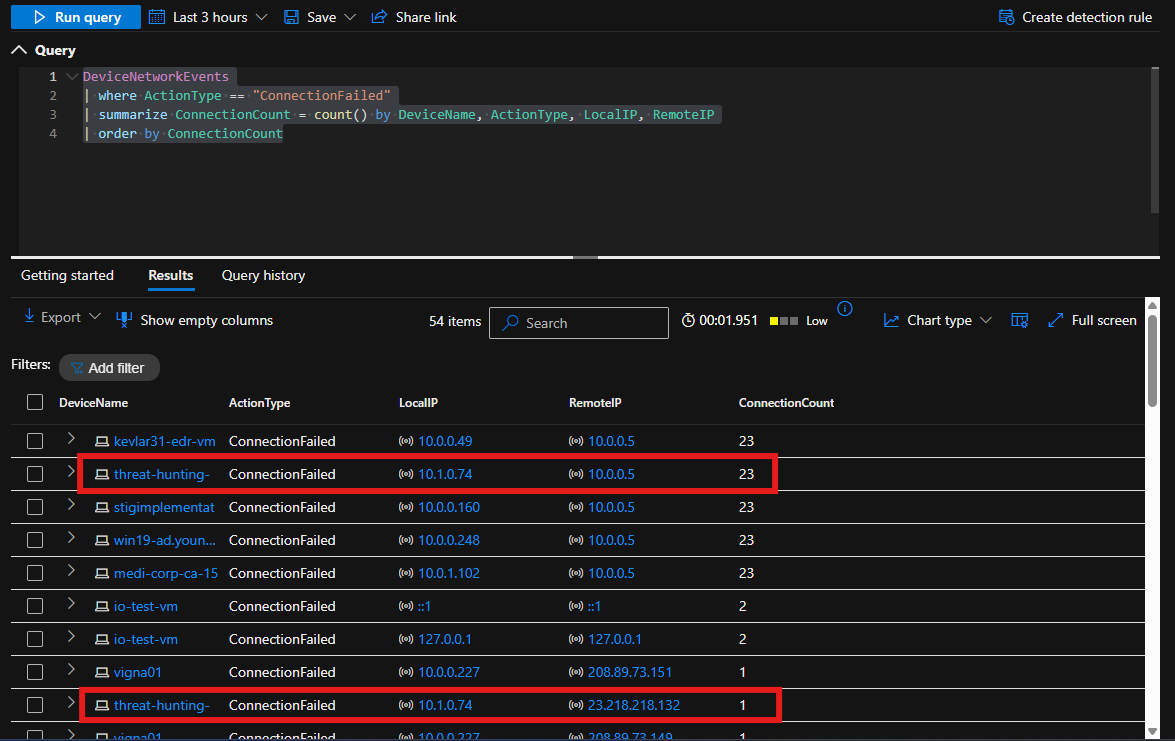 Run query Last 3 hours Save Share link Create detection rule
Query
1 DeviceNetworkEvents
2 | where ActionType == "ConnectionFailed"
3 | summarize ConnectionCount = count() by DeviceName, ActionType, LocalIP, RemoteIP
4 | order by ConnectionCount
Getting started Results Query history
Export Show empty columns 54 items Search 00:01.951 Low Chart type Full screen
Filters: Add filter
DeviceName ActionType LocalIP RemoteIP ConnectionCount
kevlar31-edr-vm ConnectionFailed 10.0.0.49 10.0.0.5 23
threat-hunting- ConnectionFailed 10.1.0.74 10.0.0.5 23
stigimplementat ConnectionFailed 10.0.0.160 10.0.0.5 23
win19-ad.youn... ConnectionFailed 10.0.0.248 10.0.0.5 23
medi-corp-ca-15 ConnectionFailed 10.0.1.102 10.0.0.5 23
io-test-vm ConnectionFailed ::1 ::1 2
io-test-vm ConnectionFailed 127.0.0.1 127.0.0.1 2
vigna01 ConnectionFailed 10.0.0.227 208.89.73.151 1
threat-hunting- ConnectionFailed 10.1.0.74 23.218.218.132 1
vigna01 ConnectionFailed 10.0.0.227 208.89.73.149 1